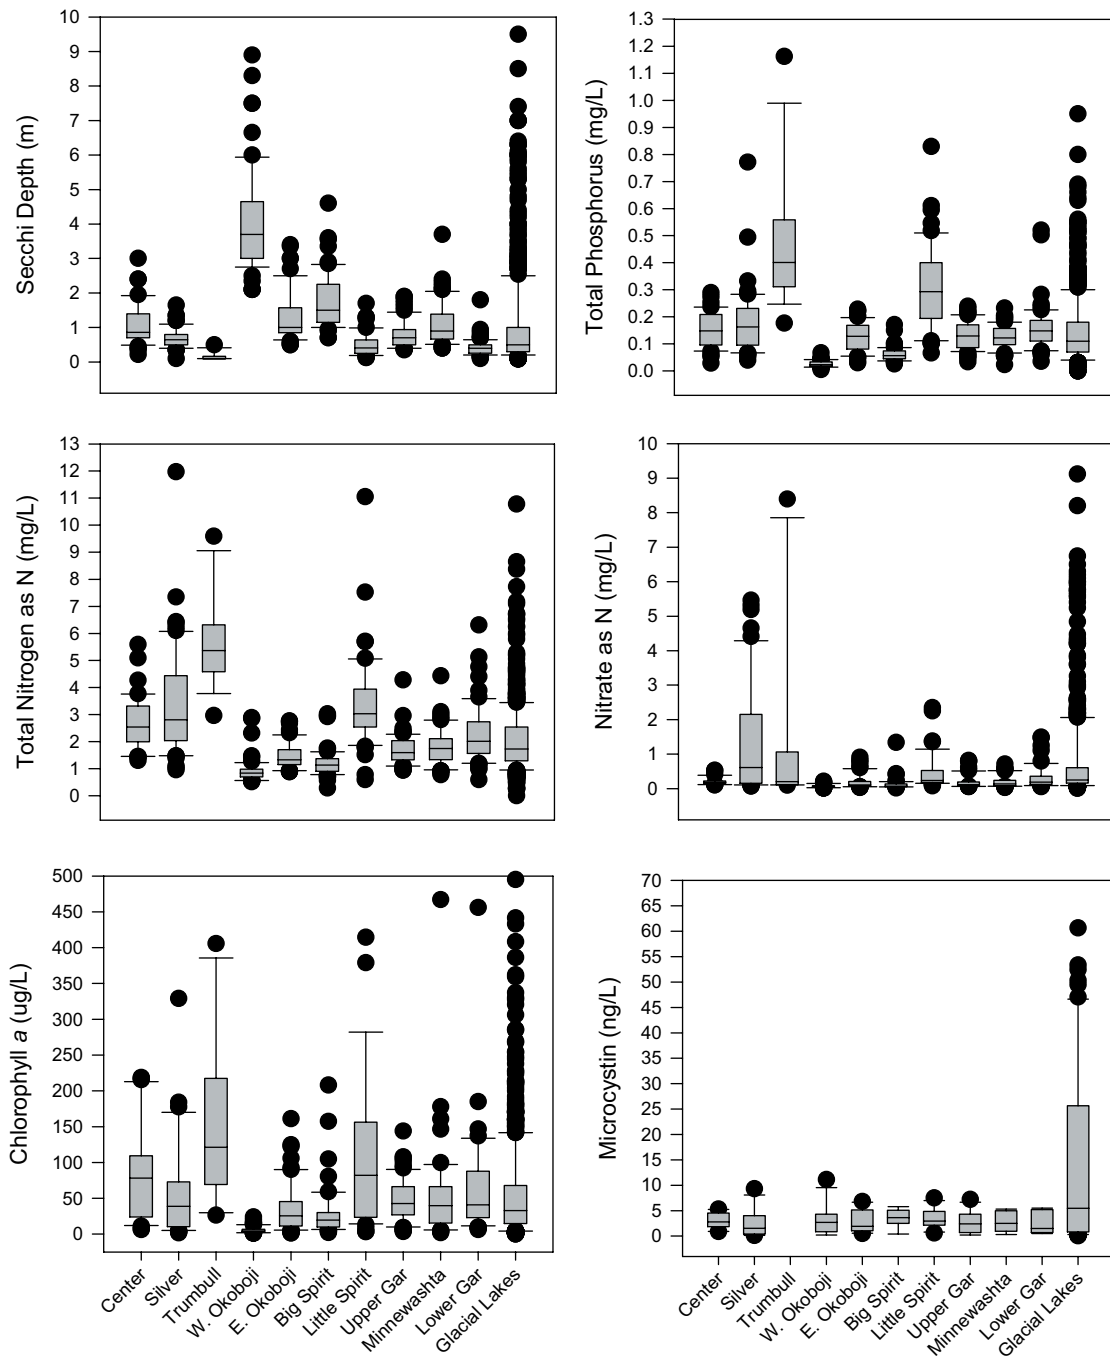 Secchi Depth (m)
10
9
8
7
6
5
4
3
2
1
0
Total Phosphorus (mg/L)
1.3
1.2
1.1
1.0
0.9
0.8
0.7
0.6
0.5
0.4
0.3
0.2
0.1
0.0
Total Nitrogen as N (mg/L)
13
12
11
10
9
8
7
6
5
4
3
2
1
0
Nitrate as N (mg/L)
10
9
8
7
6
5
4
3
2
1
0
Chlorophyll a (ug/L)
500
450
400
350
300
250
200
150
100
50
0
Center
Silver
Trumbull
W. Okoboji
E. Okoboji
Big Spirit
Little Spirit
Upper Gar
Minnewashta
Lower Gar
Glacial Lakes
Microcystin (ng/L)
70
65
60
55
50
45
40
35
30
25
20
15
10
5
0
Center
Silver
Trumbull
W. Okoboji
E. Okoboji
Big Spirit
Little Spirit
Upper Gar
Minnewashta
Lower Gar
Glacial Lakes